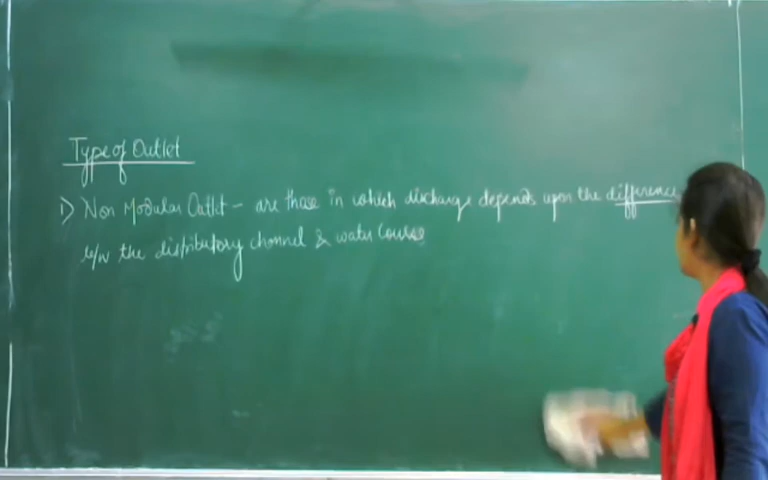 Type of Outlet
1) Non Modular Outlet - are those in which discharge depends upon the difference
b/w the distributory channel & water course